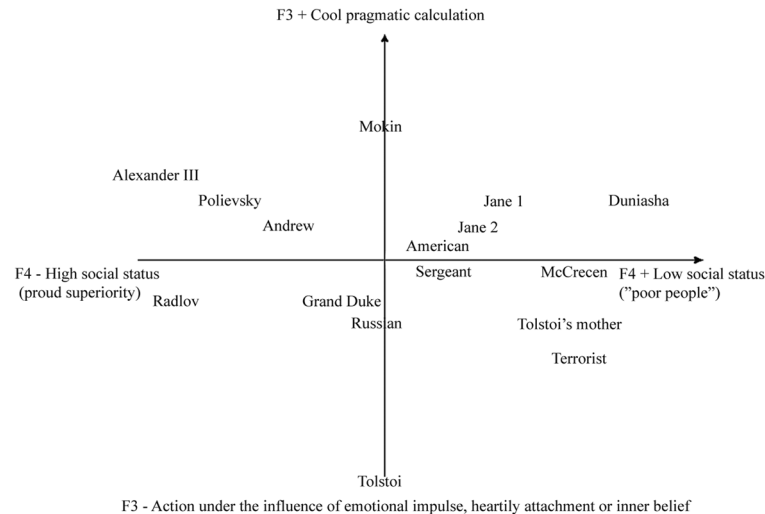 F3 + Cool pragmatic calculation
Mokin
Alexander III
Polievsky
Jane 1
Duniasha
Andrew
Jane 2
American
F4 - High social status
(proud superiority)
Sergeant
McCrecen
F4 + Low social status
(”poor people”)
Radlov
Grand Duke
Russian
Tolstoi’s mother
Terrorist
Tolstoi
F3 - Action under the influence of emotional impulse, heartily attachment or inner belief